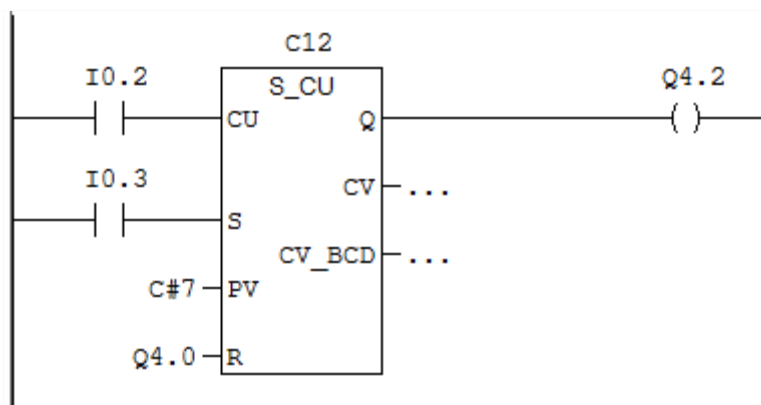 C12
I0.2
S_CU
Q4.2
CU
Q
I0.3
CV
...
S
CV_BCD
...
C#7
PV
Q4.0
R